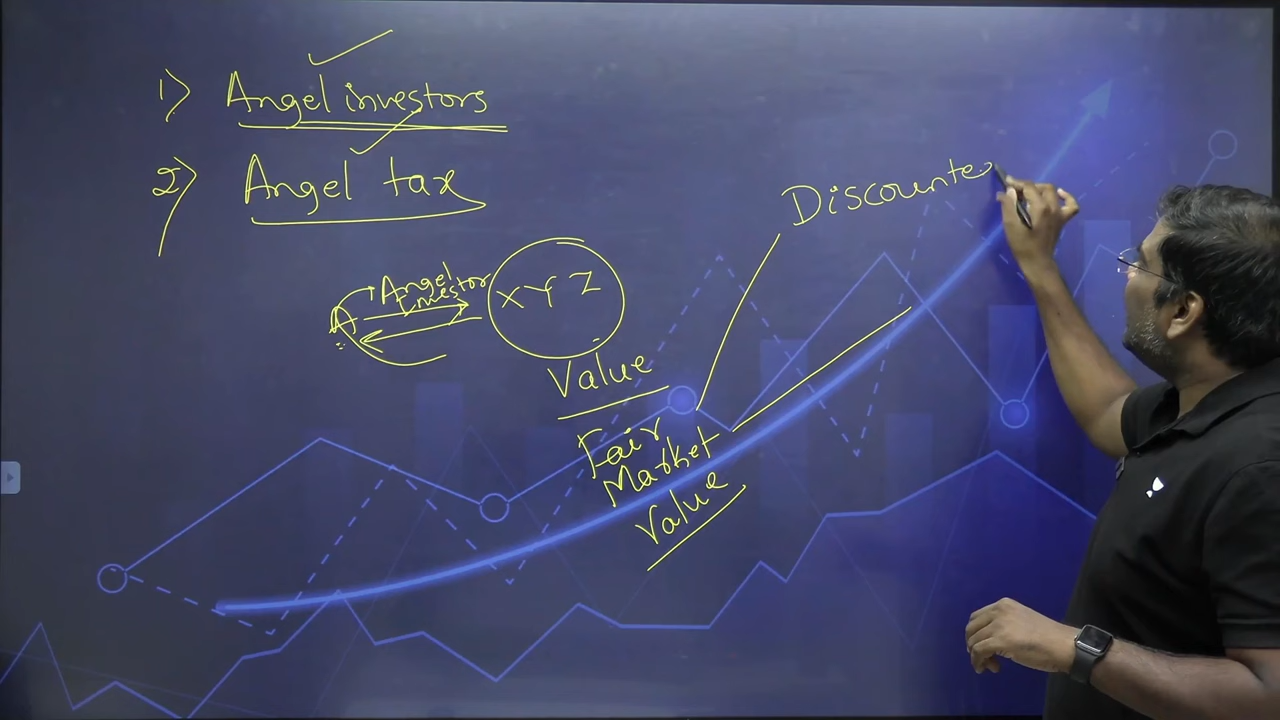 1) Angel investors
2) Angel tax
Angel
Investor
A
XYZ
Value
Fair
Market
Value
Discounte